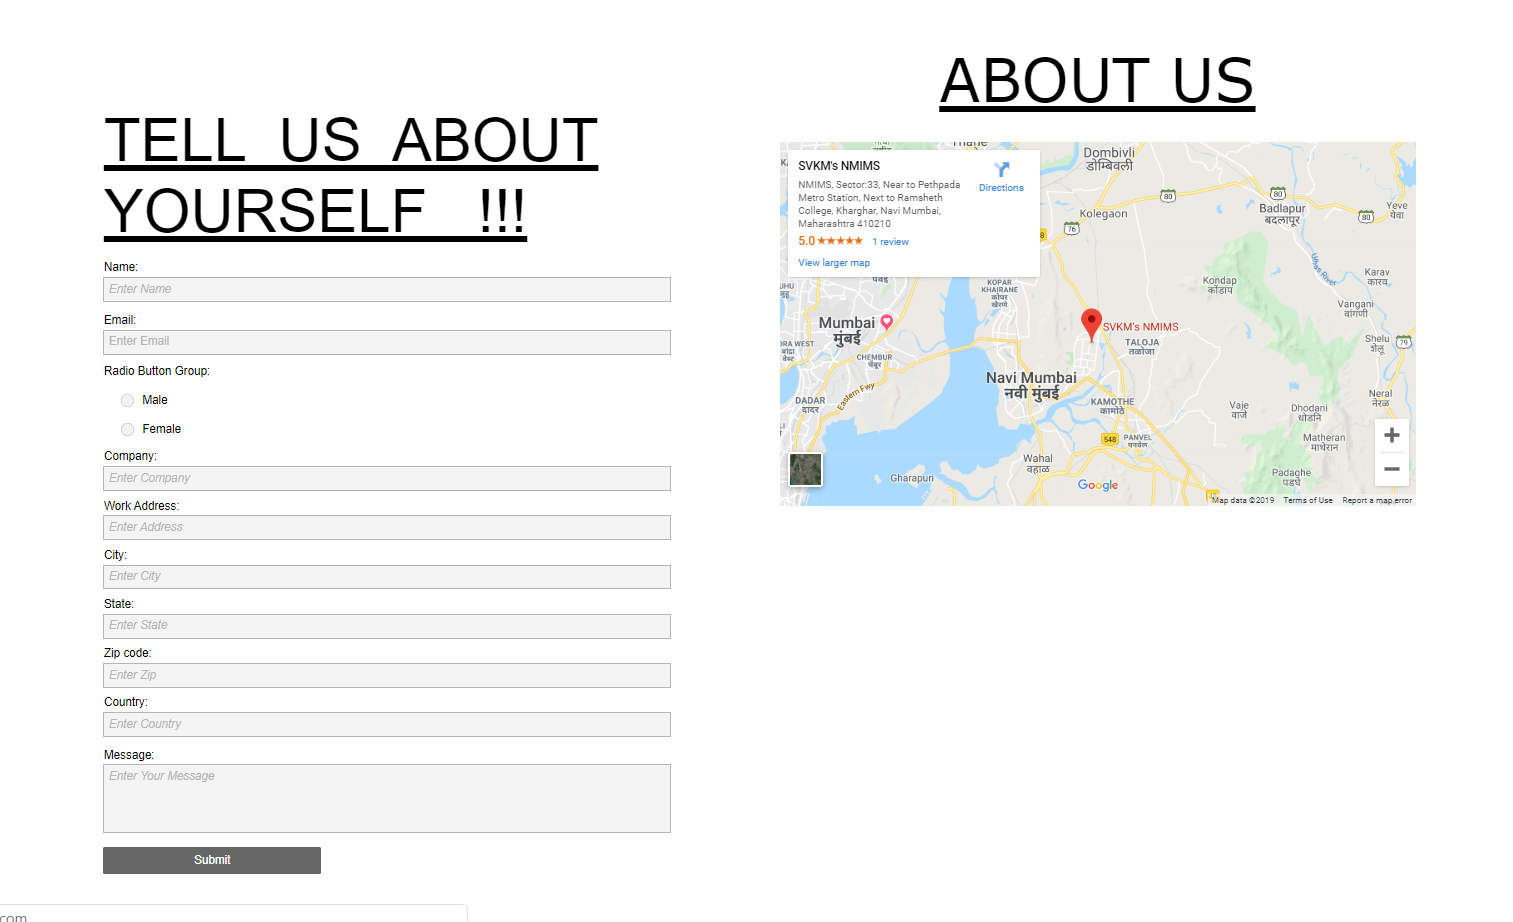 TELL US ABOUT
YOURSELF !!!
Name:
Enter Name
Email:
Enter Email
Radio Button Group:
Male
Female
Company:
Enter Company
Work Address:
Enter Address
City:
Enter City
State:
Enter State
Zip code:
Enter Zip
Country:
Enter Country
Message:
Enter Your Message
Submit
.com
ABOUT US
SVKM's NMIMS
Directions
NMIMS, Sector:33, Near to Pethpada
Metro Station, Next to Ramsheth
College, Kharghar, Navi Mumbai,
Maharashtra 410210
5.0 ★★★★★ 1 review
View larger map
Dombivli
डोम्बिवली
80
80
80
Badlapur
बदलापूर
Yeve
येवा
Kolegaon
76
Ulhas River
Karav
कारव
Kondap
कोंडाप
Vangani
वांगणी
KOPAR
KHAIRANE
कोपर
खैरणे
Mumbai
मुंबई
SVKM's NMIMS
TALOJA
तळोजा
Shelu
शेलू
79
CHEMBUR
चेंबूर
Navi Mumbai
नवी मुंबई
Eastern Fwy
DADAR
दादर
KAMOTHE
कामोठे
Vaje
वाजे
Dhodani
धोडनि
Neral
नेरळ
548
PANVEL
पनवेल
Matheran
माथेरान
Wahal
वहाळ
Padaghe
पडघे
Gharapuri
Google
Map data ©2019 Terms of Use Report a map error